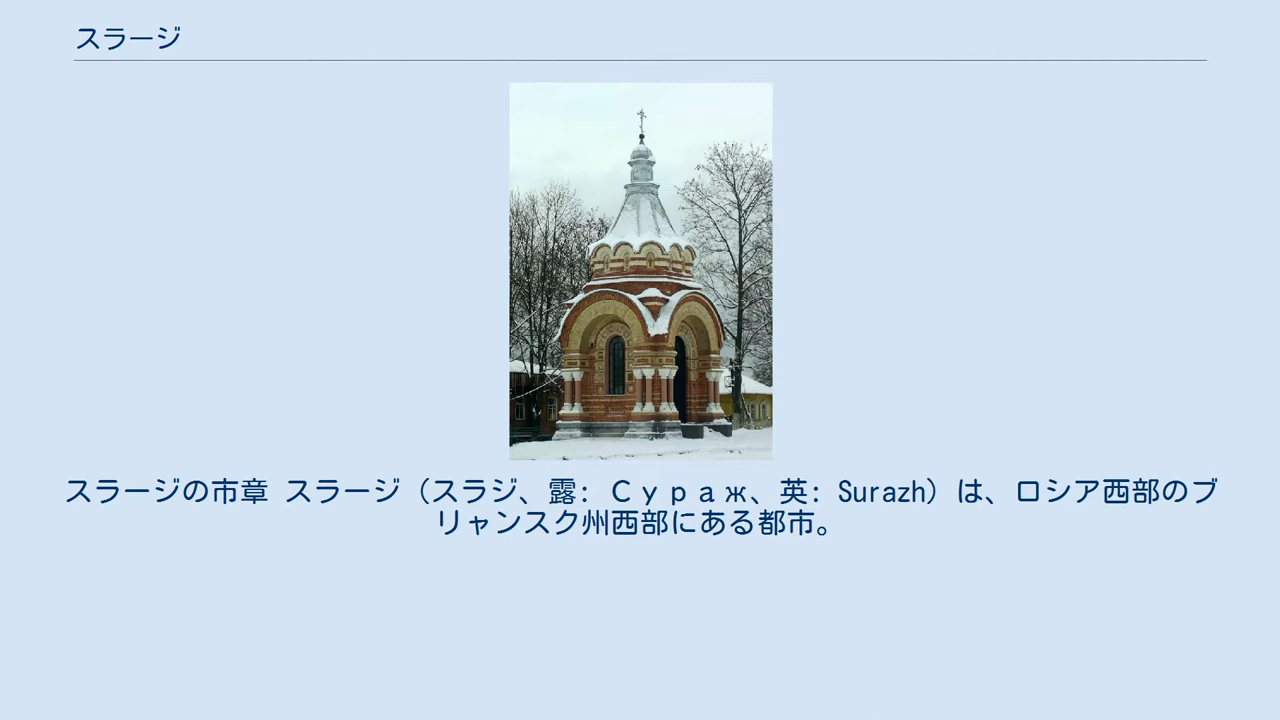 スラージ
スラージの市章 スラージ（スラジ、露: Ｃｙｐａж、英: Surazh）は、ロシア西部のブ
リャンスク州西部にある都市。